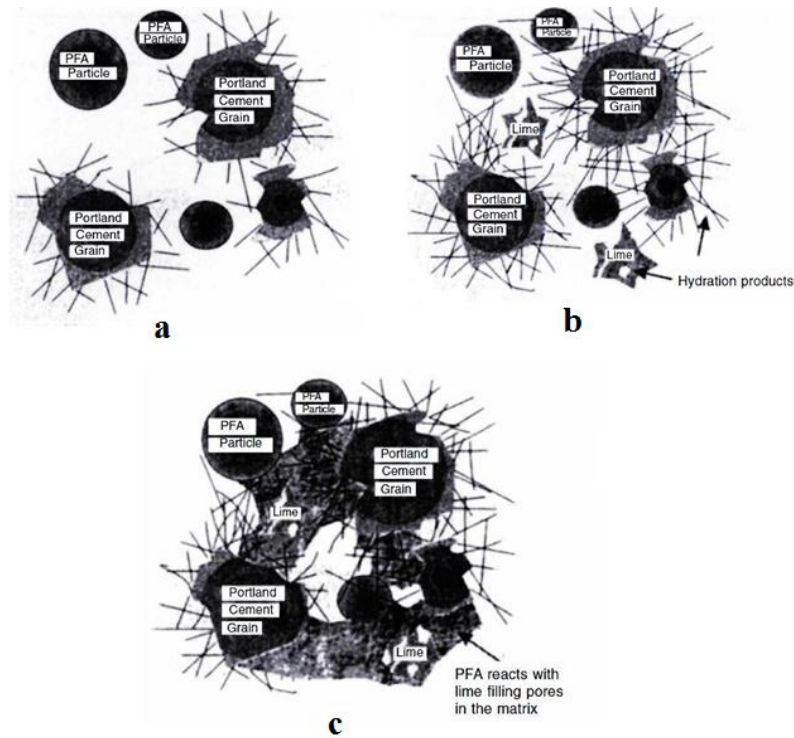 PFA
Particle
PFA
Particle
Portland
Cement
Grain
Portland
Cement
Grain
a
PFA
Particle
PFA
Particle
Portland
Cement
Grain
Lime
Portland
Cement
Grain
Lime
Hydration products
b
PFA
Particle
PFA
Particle
Portland
Cement
Grain
Lime
Portland
Cement
Grain
Lime
PFA reacts with
lime filling pores
in the matrix
c